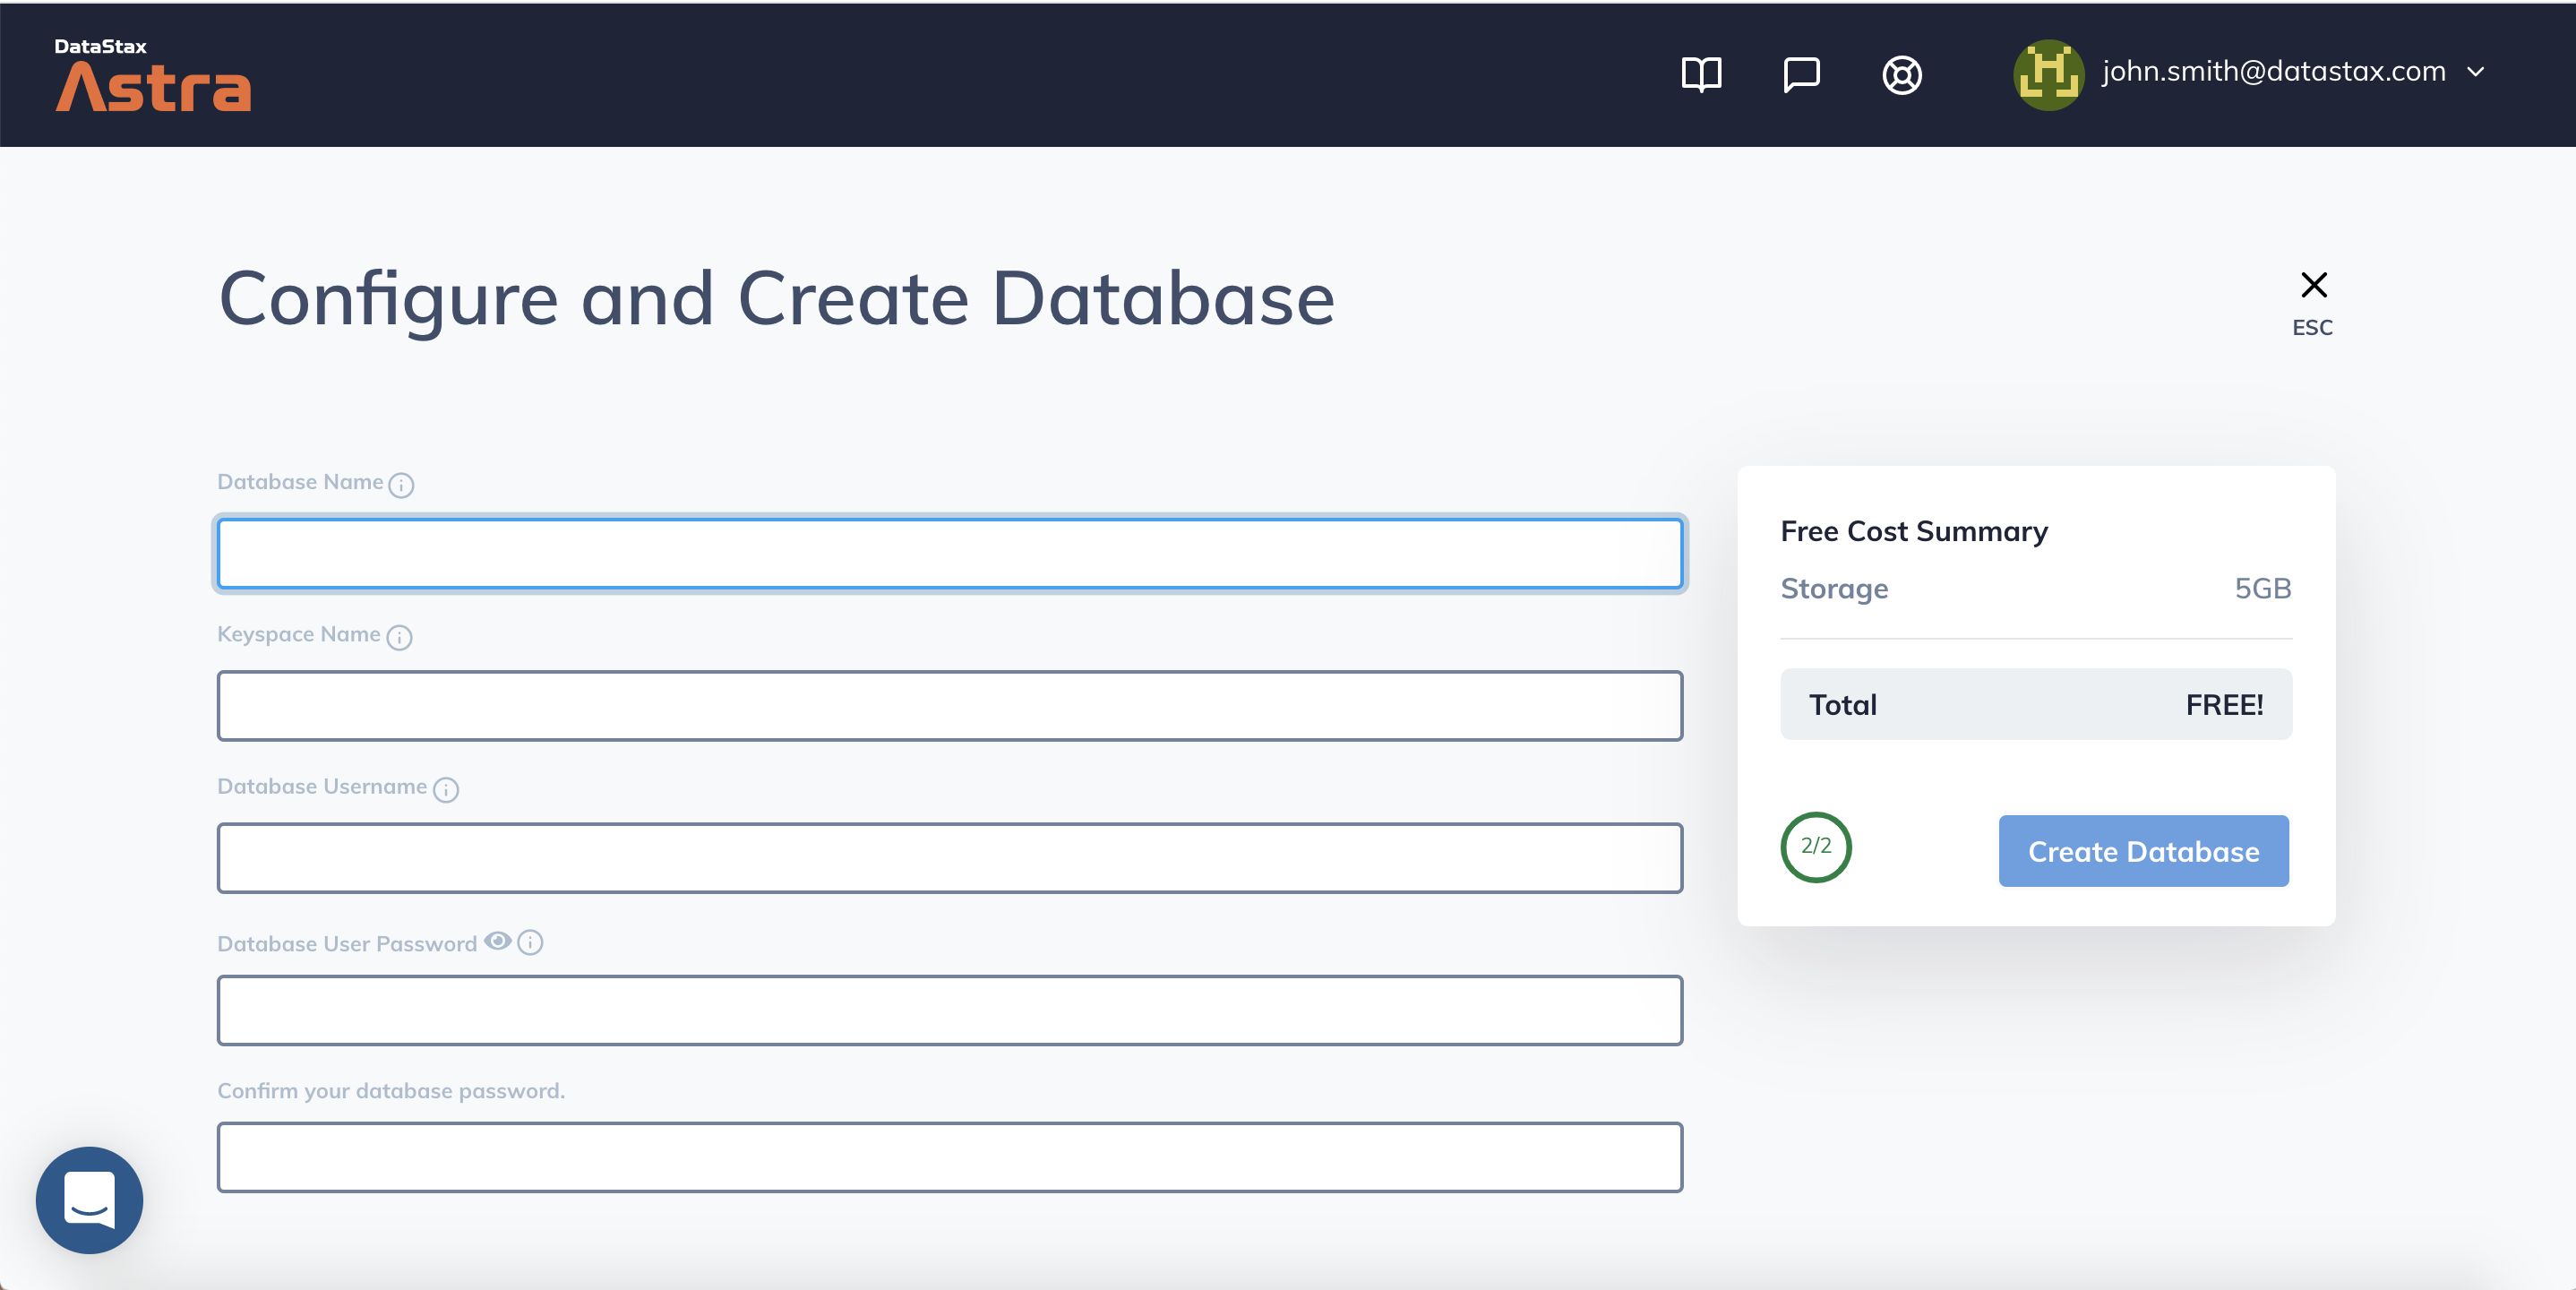 DataStax
Astra
john.smith@datastax.com
Configure and Create Database
ESC
Database Name
Keyspace Name
Database Username
Database User Password
Confirm your database password.
Free Cost Summary
Storage 5GB
Total FREE!
2/2
Create Database